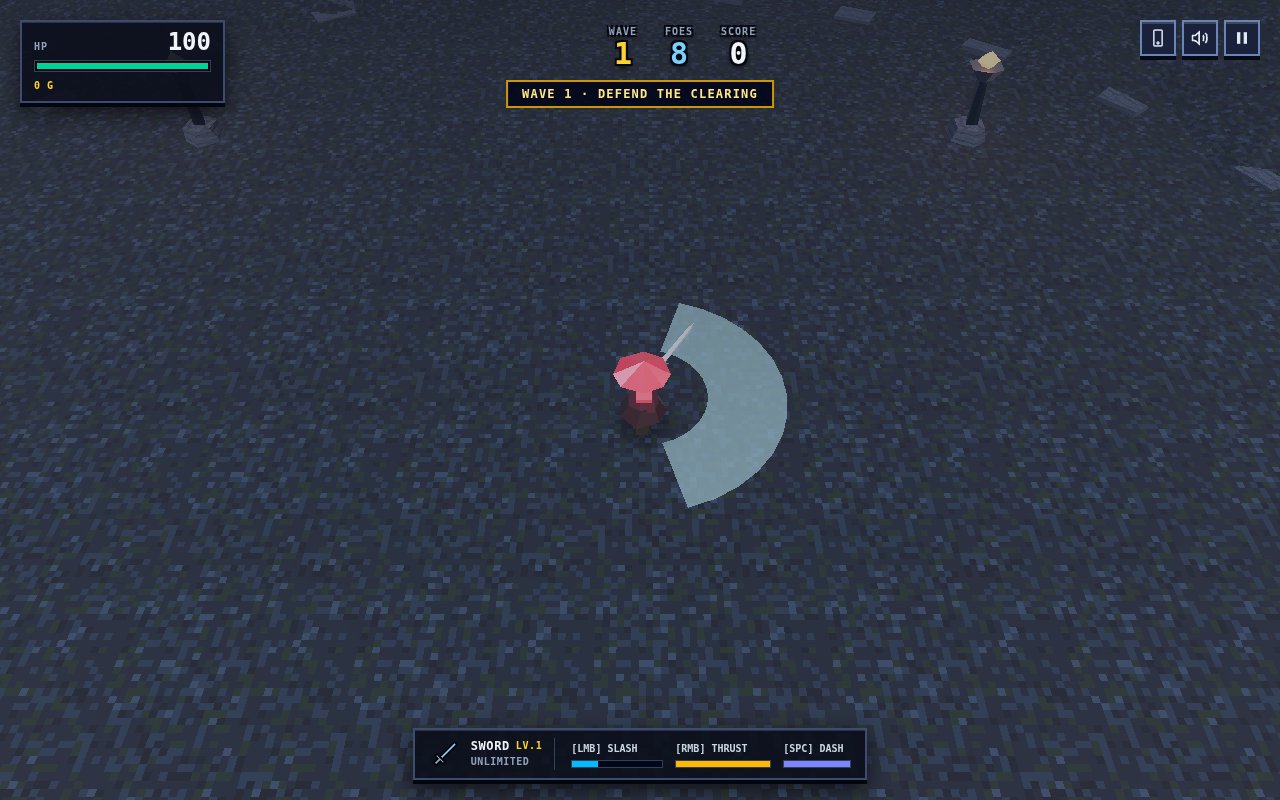 HP 100
0 G
WAVE FOES SCORE
1 8 0
WAVE 1 · DEFEND THE CLEARING
SWORD LV.1
UNLIMITED
[LMB] SLASH
[RMB] THRUST
[SPC] DASH